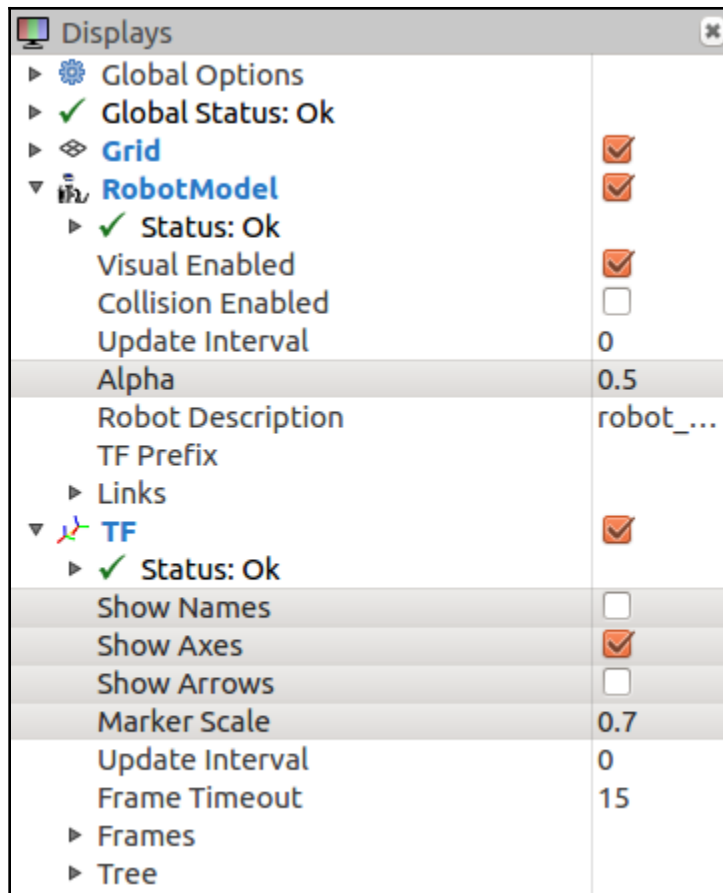 Displays
Global Options
Global Status: Ok
Grid
RobotModel
Status: Ok
Visual Enabled
Collision Enabled
Update Interval 0
Alpha 0.5
Robot Description robot_...
TF Prefix
Links
TF
Status: Ok
Show Names
Show Axes
Show Arrows
Marker Scale 0.7
Update Interval 0
Frame Timeout 15
Frames
Tree